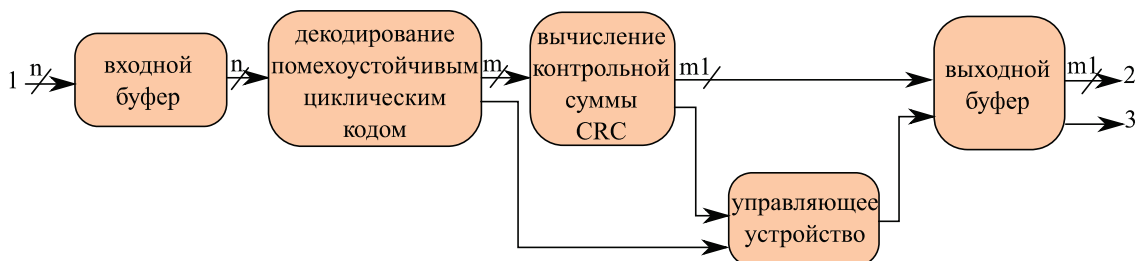 1
n
входной
буфер
n
декодирование
помехоустойчивым
циклическим
кодом
m
вычисление
контрольной
суммы
CRC
m1
управляющее
устройство
выходной
буфер
m1
2
3